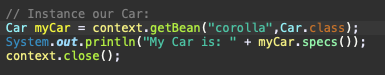 // Instance our Car:
Car myCar = context.getBean("corolla",Car.class);
System.out.println("My Car is: " + myCar.specs());
context.close();